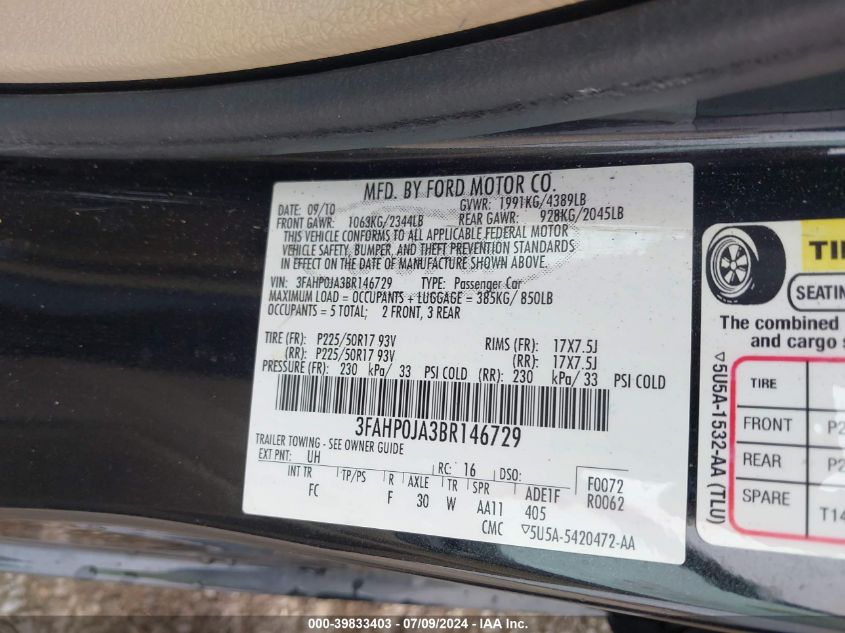 MFD. BY FORD MOTOR CO.
DATE: 09/10 GVWR: 1991KG/4389LB
FRONT GAWR: 1063KG/2344LB REAR GAWR: 928KG/2045LB
THIS VEHICLE CONFORMS TO ALL APPLICABLE FEDERAL MOTOR
VEHICLE SAFETY, BUMPER, AND THEFT PREVENTION STANDARDS
IN EFFECT ON THE DATE OF MANUFACTURE SHOWN ABOVE.
VIN: 3FAHP0JA3BR146729 TYPE: Passenger Car
MAXIMUM LOAD = OCCUPANTS + LUGGAGE = 385KG/ 850LB
OCCUPANTS = 5 TOTAL; 2 FRONT, 3 REAR
TIRE (FR): P225/50R17 93V RIMS (FR): 17X7.5J
(RR): P225/50R17 93V (RR): 17X7.5J
PRESSURE (FR): 230 kPa/ 33 PSI COLD (RR): 230 kPa/ 33 PSI COLD
3FAHP0JA3BR146729
TRAILER TOWING - SEE OWNER GUIDE
EXT PNT: UH RC: 16 DSO: F0072
INT TR TP/PS R AXLE TR SPR ADE1F R0062
FC F 30 W AA11 405
CMC ▽5U5A-5420472-AA
TI
SEATIN
The combined
and cargo s
TIRE
FRONT P2
REAR P2
SPARE T14
▽5U5A-1532-AA (TLU)
000-39833403 - 07/09/2024 - IAA Inc.